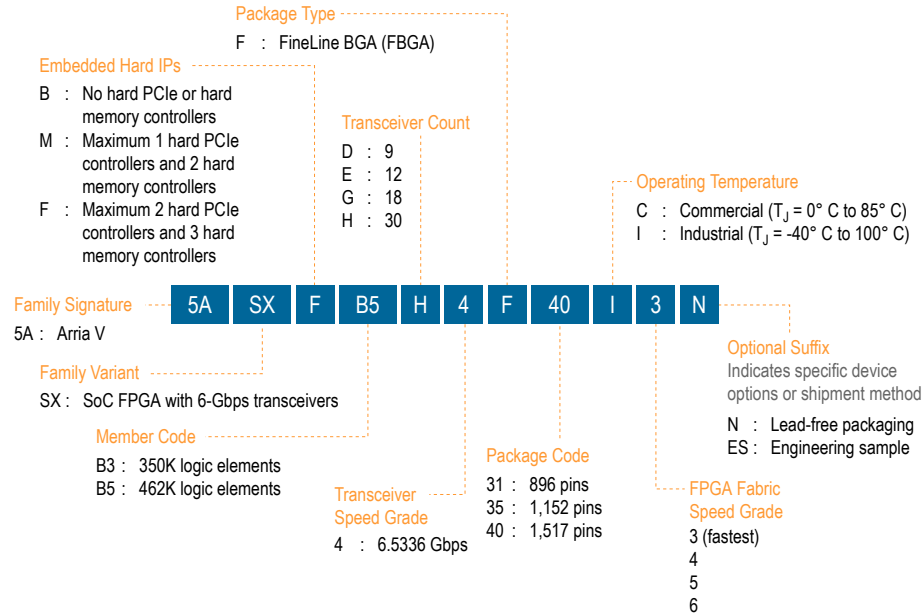 Package Type
F : FineLine BGA (FBGA)
Embedded Hard IPs
B : No hard PCIe or hard
memory controllers
M : Maximum 1 hard PCIe
controllers and 2 hard
memory controllers
F : Maximum 2 hard PCIe
controllers and 3 hard
memory controllers
Transceiver Count
D : 9
E : 12
G : 18
H : 30
Operating Temperature
C : Commercial (TJ = 0° C to 85° C)
I : Industrial (TJ = -40° C to 100° C)
Family Signature
5A : Arria V
5A SX F B5 H 4 F 40 I 3 N
Family Variant
SX : SoC FPGA with 6-Gbps transceivers
Member Code
B3 : 350K logic elements
B5 : 462K logic elements
Transceiver
Speed Grade
4 : 6.5336 Gbps
Package Code
31 : 896 pins
35 : 1,152 pins
40 : 1,517 pins
FPGA Fabric
Speed Grade
3 (fastest)
4
5
6
Optional Suffix
Indicates specific device
options or shipment method
N : Lead-free packaging
ES : Engineering sample